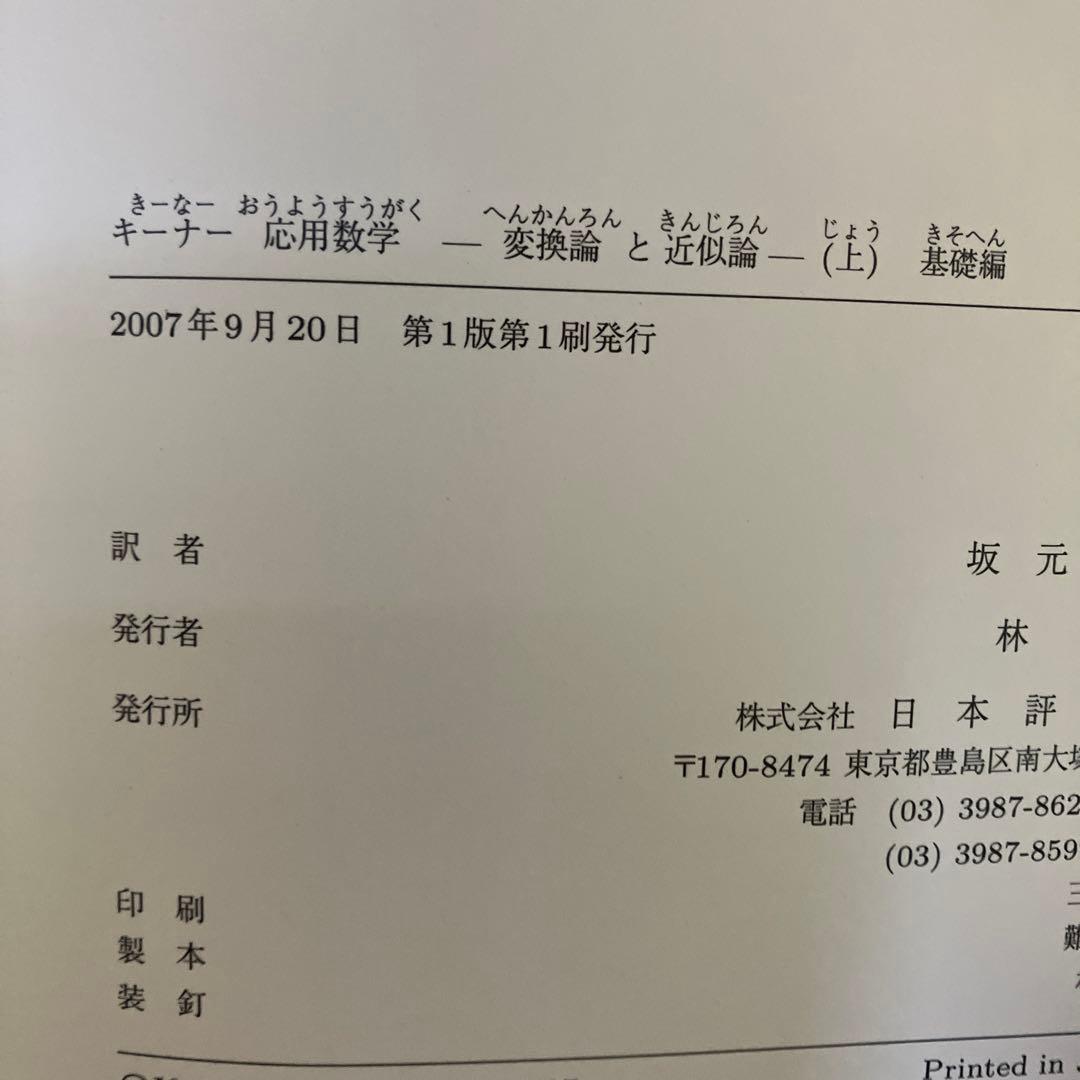 きーなー おうようすうがく へんかんろん きんじろん じょう きそへん
キーナー 応用数学 ― 変換論 と 近似論 ― (上) 基礎編
2007年9月20日 第1版第1刷発行
訳 者 坂 元
発行者 林
発行所 株式会社 日 本 評
〒170-8474 東京都豊島区南大塚
電話 (03) 3987-862
(03) 3987-859
印 刷 三
製 本 難
装 釘
Printed in